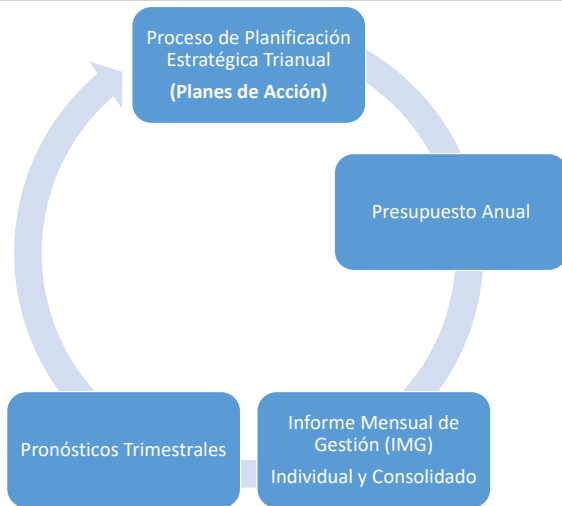 Proceso de Planificación
Estratégica Trianual
(Planes de Acción)
Presupuesto Anual
Informe Mensual de
Gestión (IMG)
Individual y Consolidado
Pronósticos Trimestrales